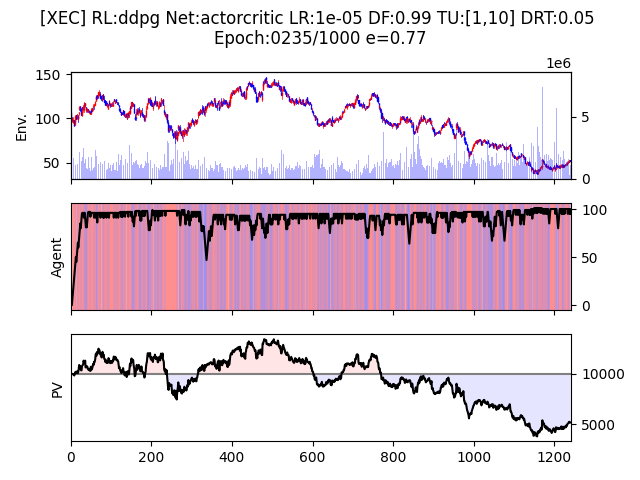 [XEC] RL:ddpg Net:actorcritic LR:1e-05 DF:0.99 TU:[1,10] DRT:0.05
Epoch:0235/1000 e=0.77
1e6
150
100
50
Env.
5
0
Agent
100
50
0
PV
10000
5000
0
200
400
600
800
1000
1200